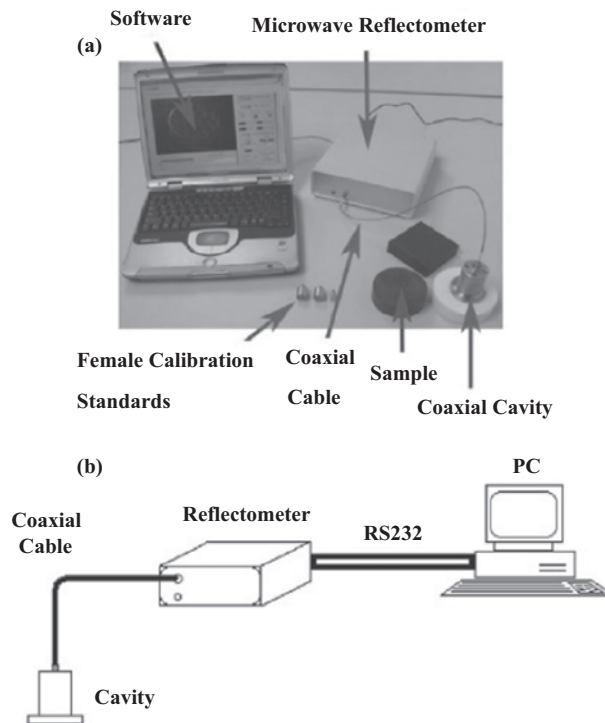 Software
(a)
Microwave Reflectometer
Female Calibration
Standards
Coaxial
Cable
Sample
Coaxial Cavity
(b)
PC
Coaxial
Cable
Reflectometer
RS232
Cavity